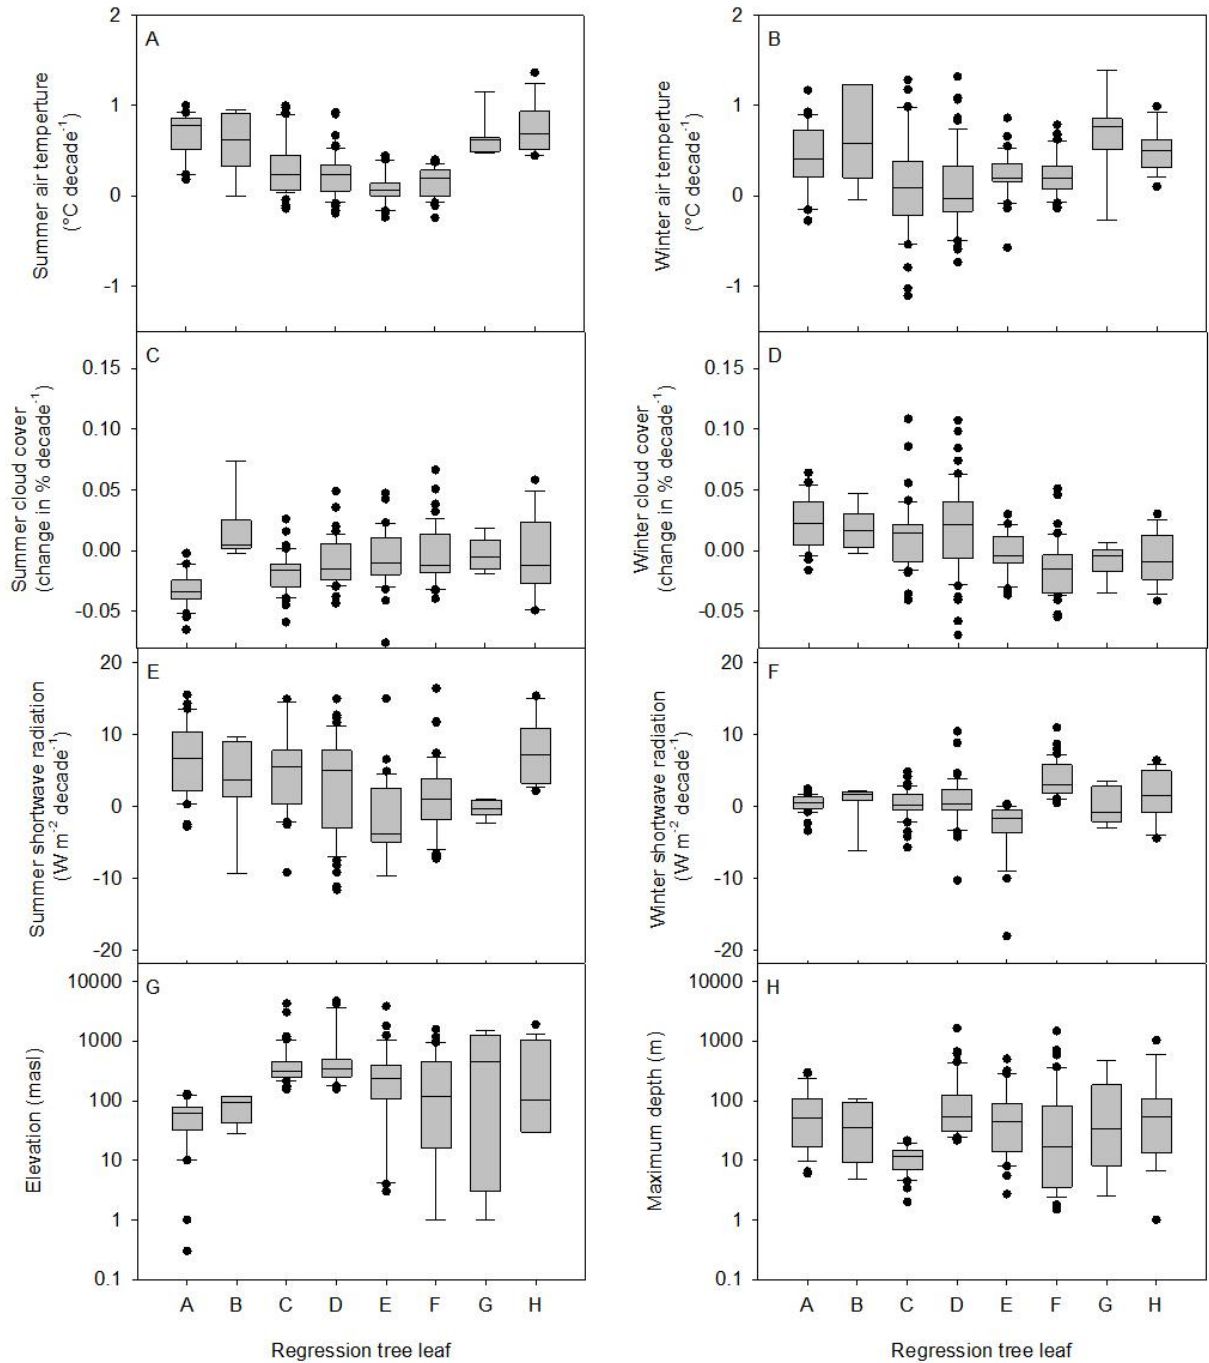 A
Summer air temperture
(°C decade⁻¹)
2
1
0
-1
B
Winter air temperature
(°C decade⁻¹)
2
1
0
-1
C
Summer cloud cover
(change in % decade⁻¹)
0.15
0.10
0.05
0.00
-0.05
D
Winter cloud cover
(change in % decade⁻¹)
0.15
0.10
0.05
0.00
-0.05
E
Summer shortwave radiation
(W m⁻² decade⁻¹)
20
10
0
-10
-20
F
Winter shortwave radiation
(W m⁻² decade⁻¹)
20
10
0
-10
-20
G
Elevation (masl)
10000
1000
100
10
1
0.1
A B C D E F G H
Regression tree leaf
H
Maximum depth (m)
10000
1000
100
10
1
0.1
A B C D E F G H
Regression tree leaf